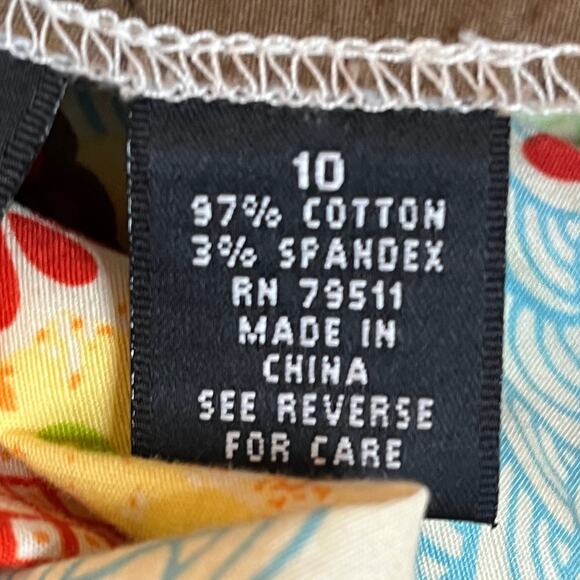 10
97% COTTON
3% SPANDEX
RN 79511
MADE IN
CHINA
SEE REVERSE
FOR CARE